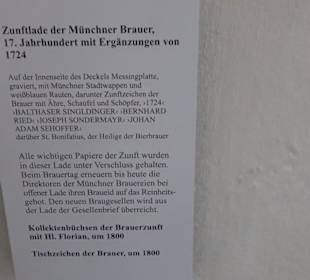 Zunftlade der Münchner Brauer,
17. Jahrhundert mit Ergänzungen von
1724
Auf der Innenseite des Deckels Messingplatte,
graviert, mit Münchner Stadtwappen und
weißblauen Rauten, darunter Zunftzeichen der
Brauer mit Ähre, Schaufel und Schöpfer, ›1724‹
›BALTHASER SINGLDINGER‹ ›BERNHARD
RIED‹ ›JOSEPH SONDERMAYR‹ ›JOHAN
ADAM SEHOFFER‹
darüber St. Bonifatius, der Heilige der Bierbrauer
Alle wichtigen Papiere der Zunft wurden
in dieser Lade unter Verschluss gehalten.
Beim Brauertag erneuern bis heute die
Direktoren der Münchner Brauereien bei
offener Lade ihren Braueid auf das Reinheits-
gebot. Den neuen Braugesellen wird aus
der Lade der Gesellenbrief überreicht.
Kollektenbüchsen der Brauerzunft
mit Hl. Florian, um 1800
Tischzeichen der Brauer, um 1800